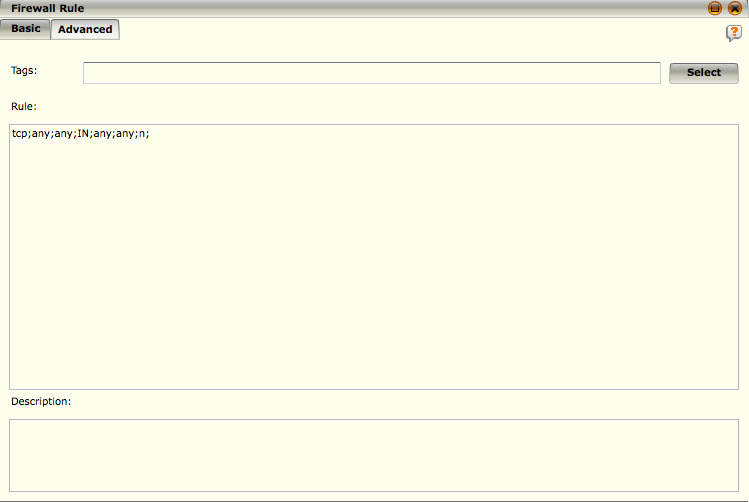 Firewall Rule
Basic Advanced
?
Tags: Select
Rule:
tcp;any;any;IN;any;any;n;
Description: